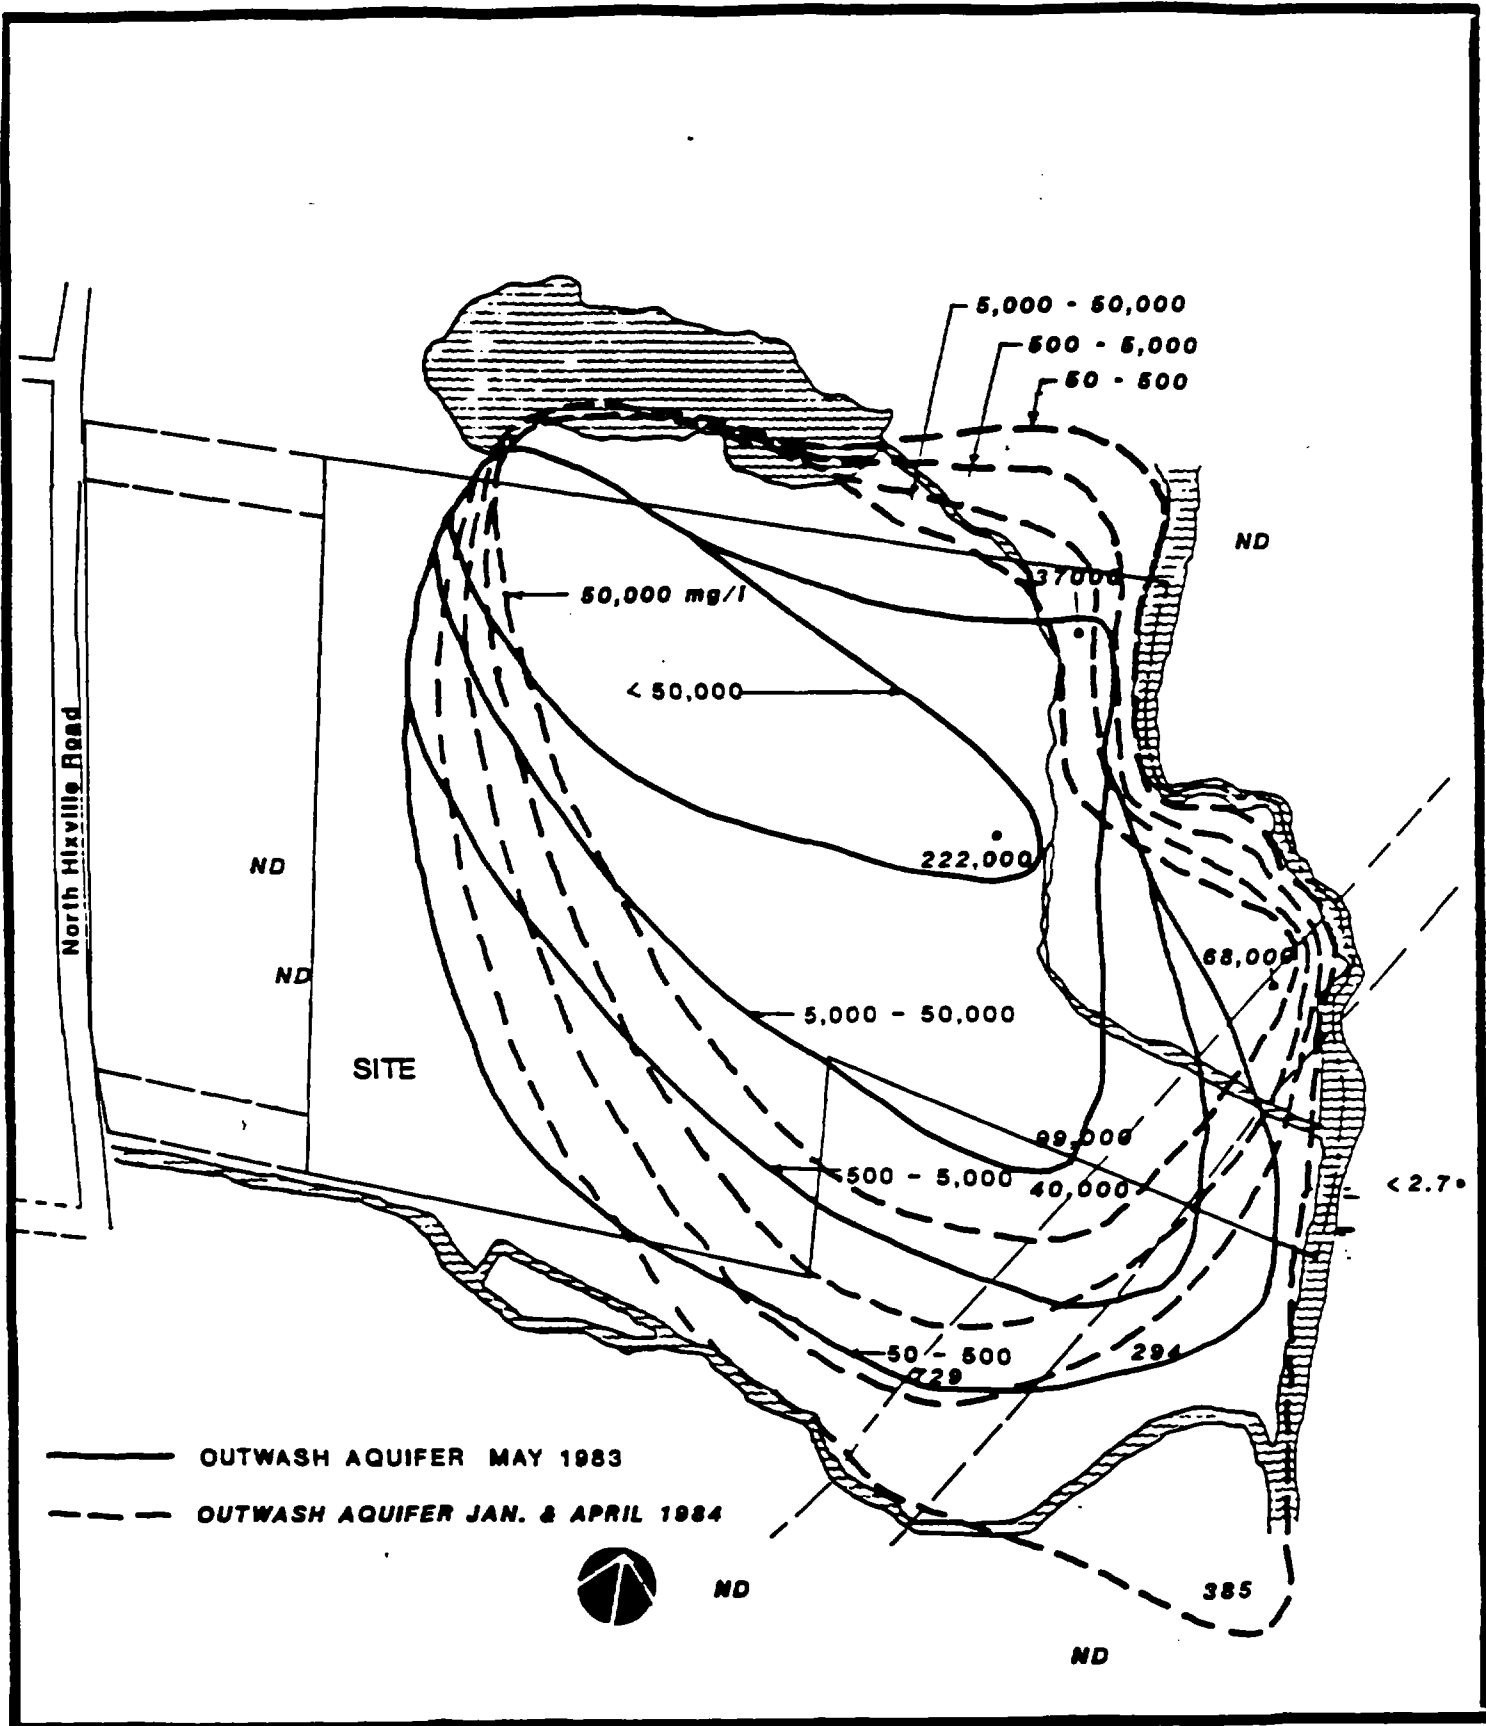 5,000 - 50,000
500 - 5,000
50 - 500
ND
37000
50,000 mg/l
< 50,000
North Hixville Road
222,000
ND
68,000
ND
5,000 - 50,000
SITE
99,000
500 - 5,000
40,000
< 2.7
50 - 500
294
729
OUTWASH AQUIFER MAY 1983
OUTWASH AQUIFER JAN. & APRIL 1984
ND
385
ND